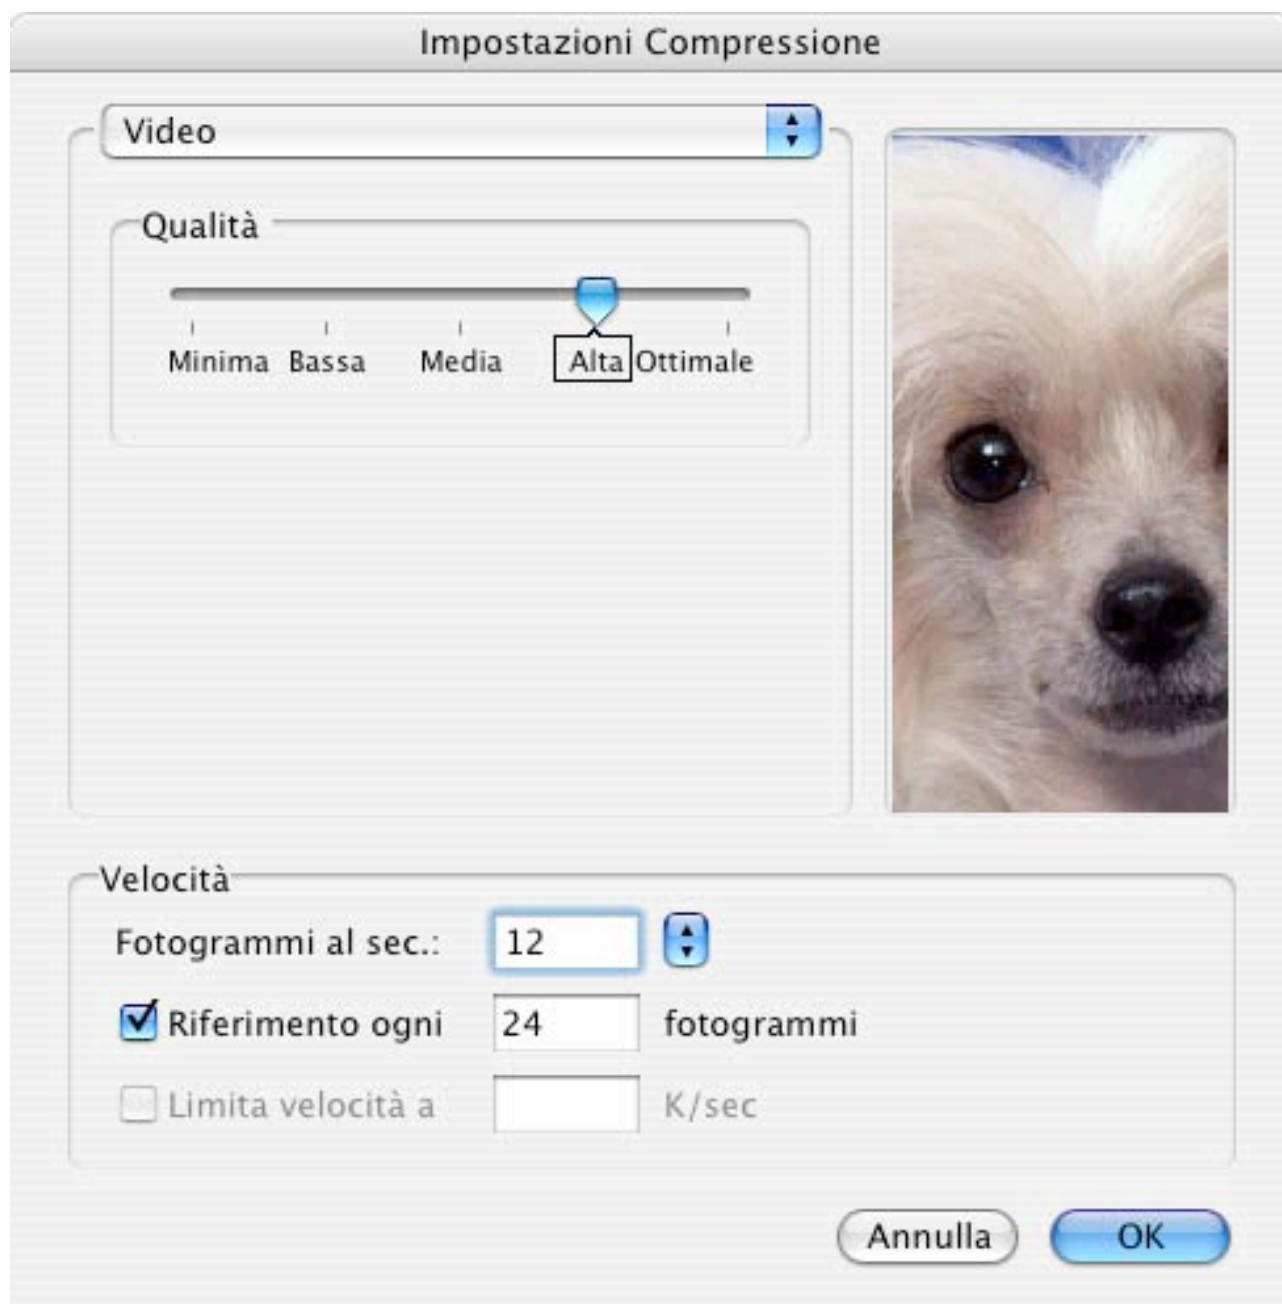 Impostazioni Compressione
Video
Qualità
Minima Bassa Media Alta Ottimale
Velocità
Fotogrammi al sec.: 12
Riferimento ogni 24 fotogrammi
Limita velocità a K/sec
Annulla OK